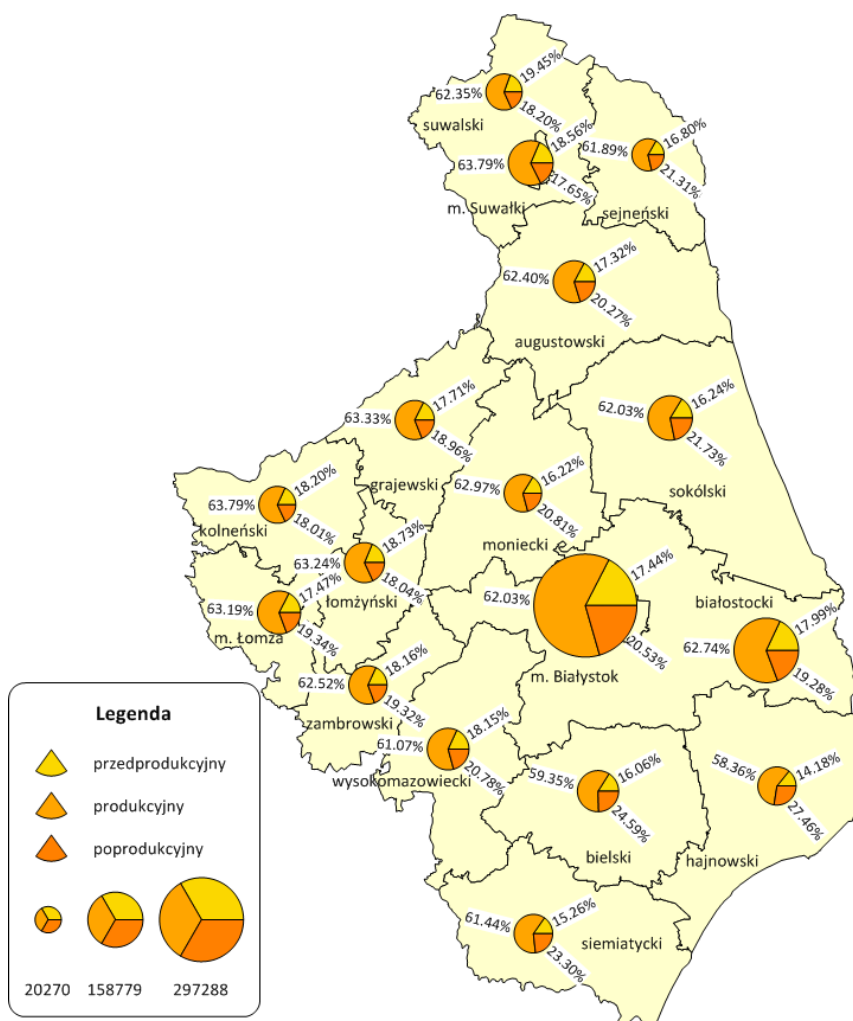 19.45%
62.35%
18.20%
suwalski
18.56%
63.79%
17.65%
m. Suwałki
16.80%
61.89%
21.31%
sejneński
17.32%
62.40%
20.27%
augustowski
17.71%
63.33%
18.96%
grajewski
16.24%
62.03%
21.73%
sokólski
16.22%
62.97%
20.81%
moniecki
18.20%
63.79%
18.01%
kolneński
18.73%
63.24%
18.04%
łomżyński
17.47%
63.19%
19.34%
m. Łomża
17.44%
62.03%
20.53%
m. Białystok
białostocki
17.99%
62.74%
19.28%
18.16%
62.52%
19.32%
zambrowski
18.15%
61.07%
20.78%
wysokomazowiecki
16.06%
59.35%
24.59%
bielski
14.18%
58.36%
27.46%
hajnowski
15.26%
61.44%
23.30%
siemiatycki
Legenda
przedprodukcyjny
produkcyjny
poprodukcyjny
20270 158779 297288